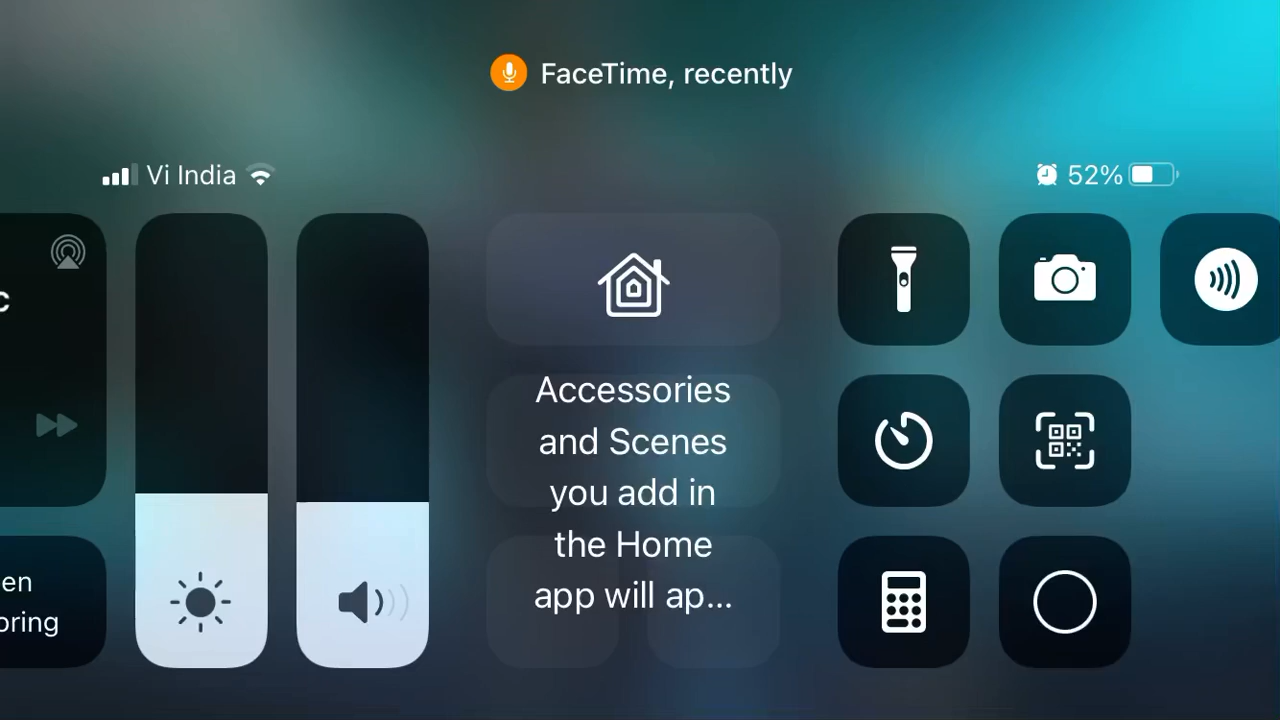 FaceTime, recently
Vi India
52%
C
Accessories
and Scenes
you add in
the Home
app will ap...
en
oring